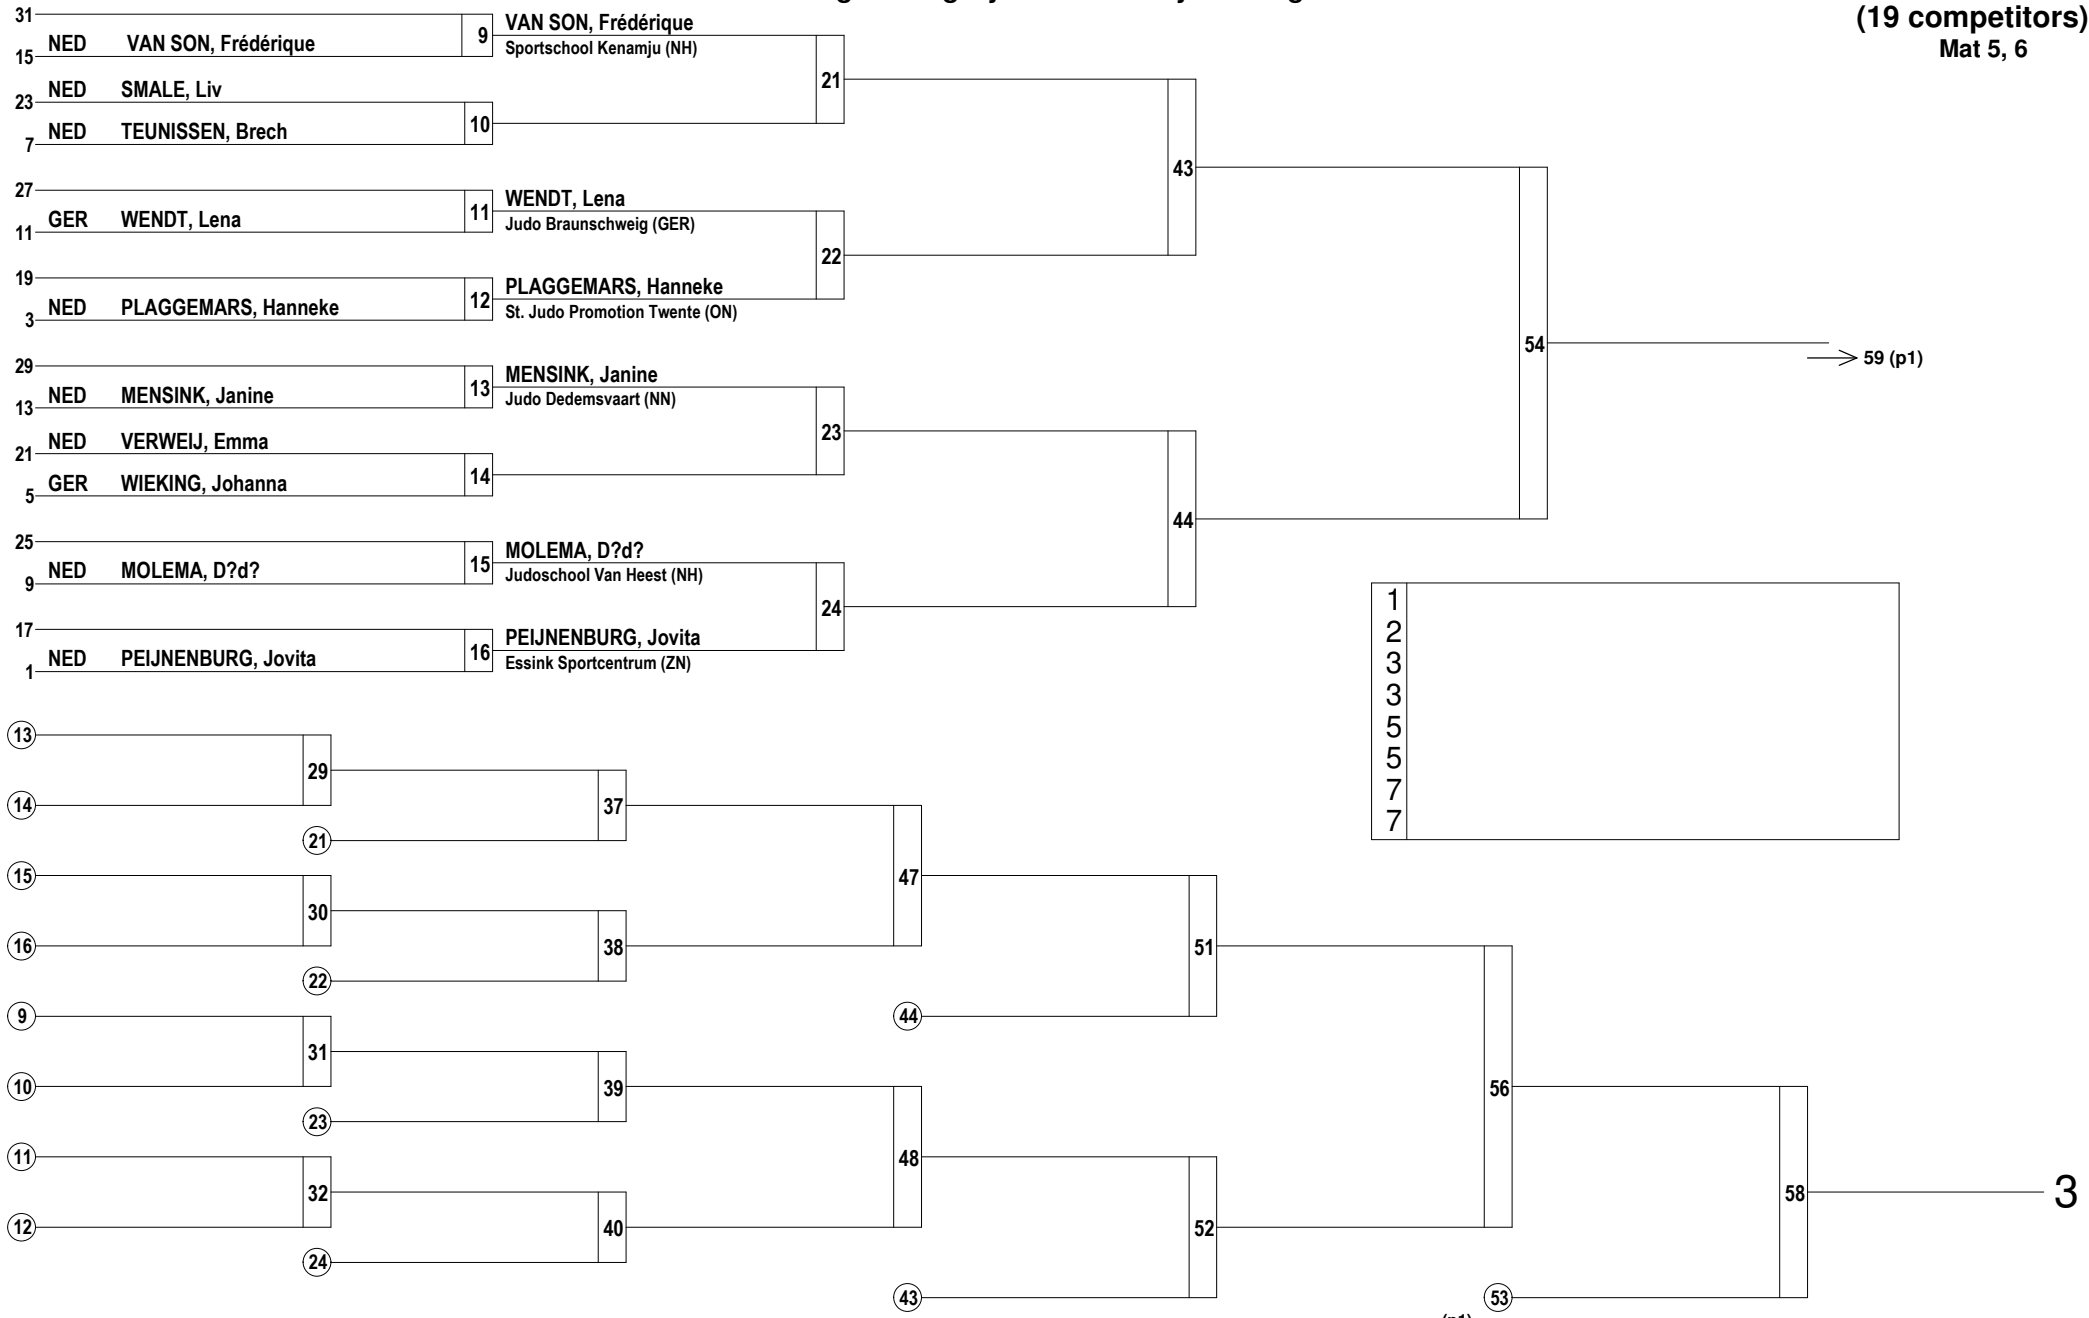 (19 competitors)
Mat 5, 6
31
NED VAN SON, Frédérique
15
9
VAN SON, Frédérique
Sportschool Kenamju (NH)
21
NED SMALE, Liv
23
NED TEUNISSEN, Brech
7
10
43
27
GER WENDT, Lena
11
11
WENDT, Lena
Judo Braunschweig (GER)
22
19
NED PLAGGEMARS, Hanneke
3
12
PLAGGEMARS, Hanneke
St. Judo Promotion Twente (ON)
54
59 (p1)
29
NED MENSINK, Janine
13
13
MENSINK, Janine
Judo Dedemsvaart (NN)
23
NED VERWEIJ, Emma
21
GER WIEKING, Johanna
5
14
44
25
NED MOLEMA, D?d?
9
15
MOLEMA, D?d?
Judoschool Van Heest (NH)
24
17
NED PEIJNENBURG, Jovita
1
16
PEIJNENBURG, Jovita
Essink Sportcentrum (ZN)
1
2
3
3
5
5
7
7
13
29
14
37
21
15
47
30
16
38
51
22
9
44
31
10
39
56
23
11
48
32
58
3
12
40
52
24
43
53